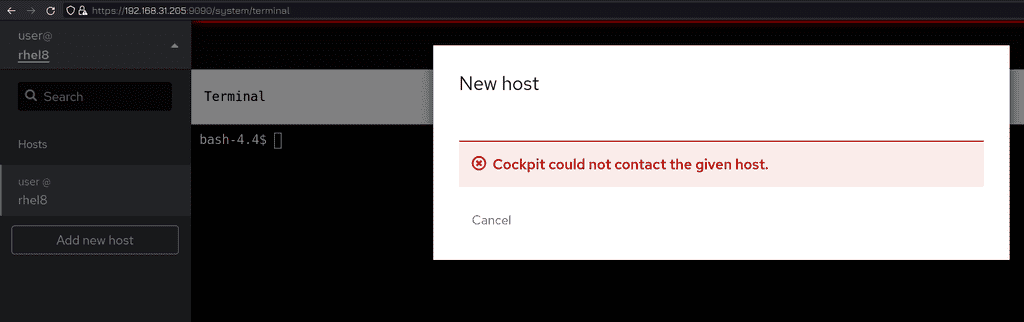 https://192.168.31.205:9090/system/terminal
user@
rhel8
Search
Hosts
user @
rhel8
Add new host
Terminal
bash-4.4$
New host
Cockpit could not contact the given host.
Cancel